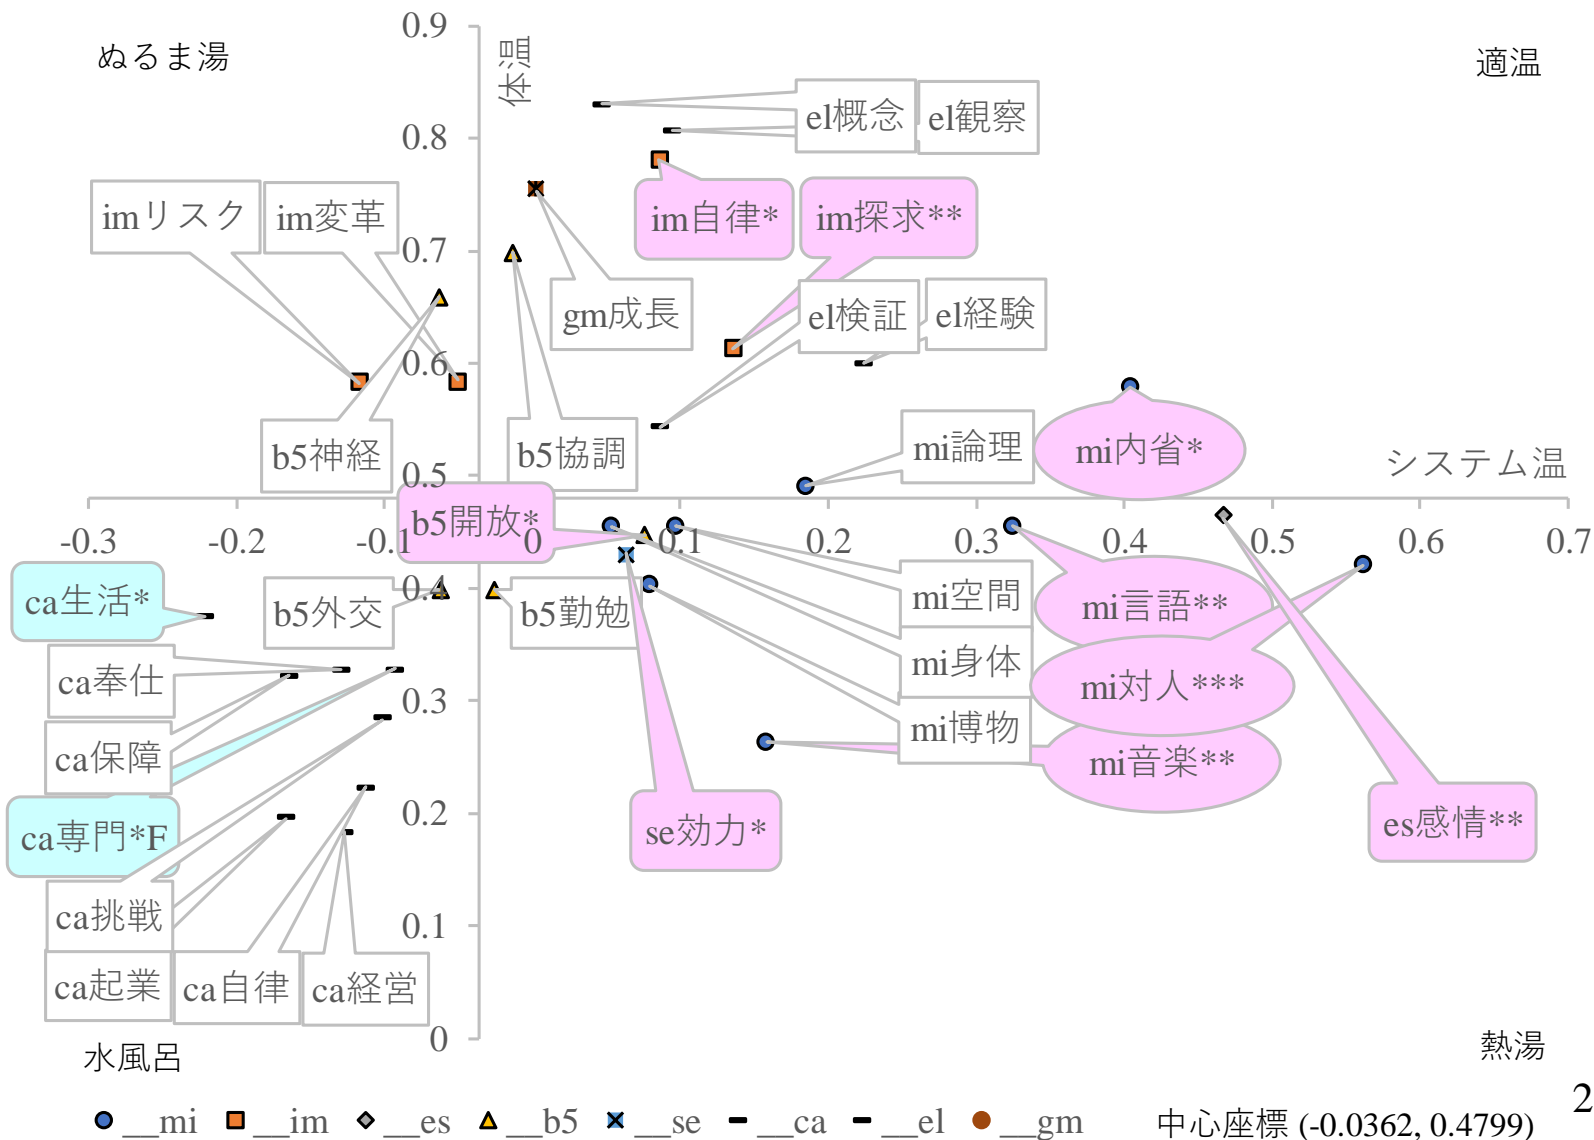 0.9
ぬるま湯
体温
適温
el概念
el観察
0.8
imリスク
im変革
im自律*
im探求**
0.7
gm成長
el検証
el経験
0.6
b5神経
b5協調
mi論理
mi内省*
0.5
システム温
b5開放*
-0.3
-0.2
-0.1
0
0.1
0.2
0.3
0.4
0.5
0.6
0.7
ca生活*
0.4
b5外交
b5勤勉
mi空間
mi言語**
mi身体
ca奉仕
mi対人***
0.3
mi博物
ca保障
mi音楽**
ca専門*F
0.2
se効力*
es感情**
ca挑戦
0.1
ca起業
ca自律
ca経営
0
水風呂
熱湯
__mi
__im
__es
__b5
__se
__ca
__el
__gm
中心座標 (-0.0362, 0.4799)
2